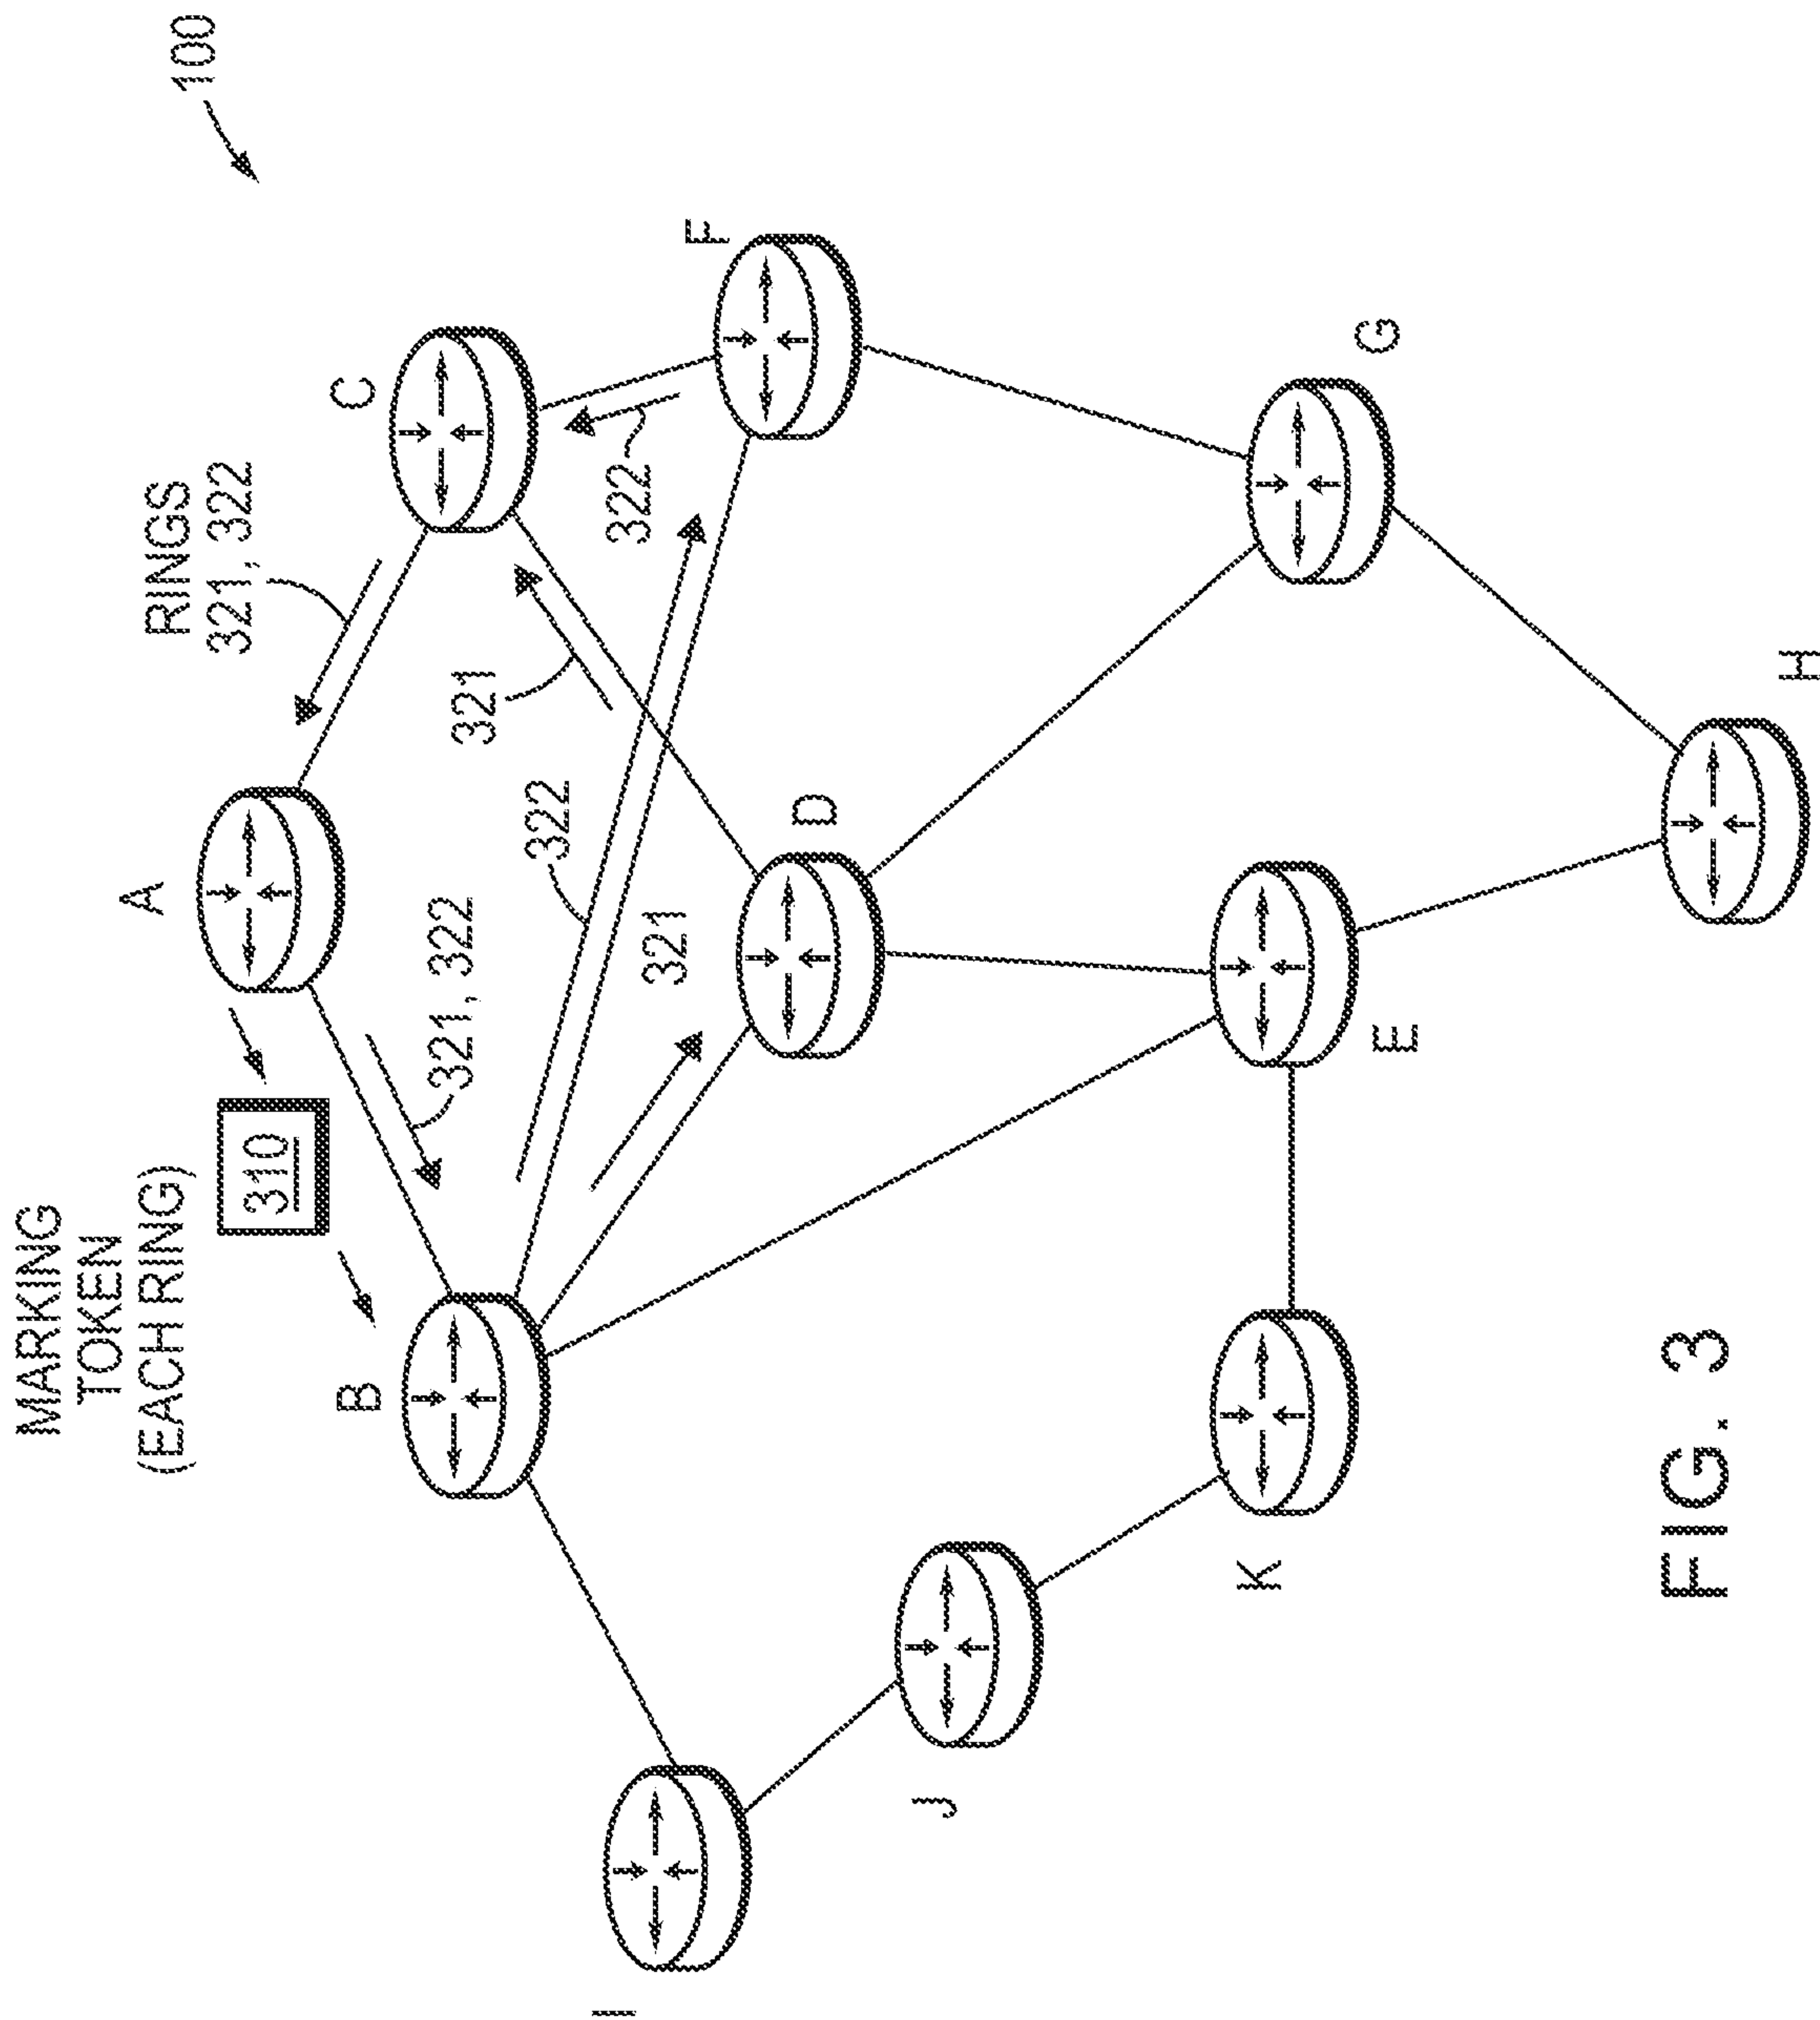 100
MARKING
TOKEN
(EACH RING)
310
A
RINGS
321, 322
B
321, 322
C
322
321
322
321
F
I
D
J
E
G
K
H
FIG. 3